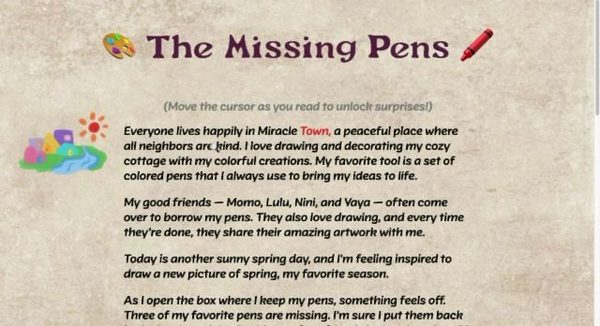 The Missing Pens
(Move the cursor as you read to unlock surprises!)
Everyone lives happily in Miracle Town, a peaceful place where
all neighbors are kind. I love drawing and decorating my cozy
cottage with my colorful creations. My favorite tool is a set of
colored pens that I always use to bring my ideas to life.
My good friends — Momo, Lulu, Nini, and Yaya — often come
over to borrow my pens. They also love drawing, and every time
they're done, they share their amazing artwork with me.
Today is another sunny spring day, and I'm feeling inspired to
draw a new picture of spring, my favorite season.
As I open the box where I keep my pens, something feels off.
Three of my favorite pens are missing. I'm sure I put them back